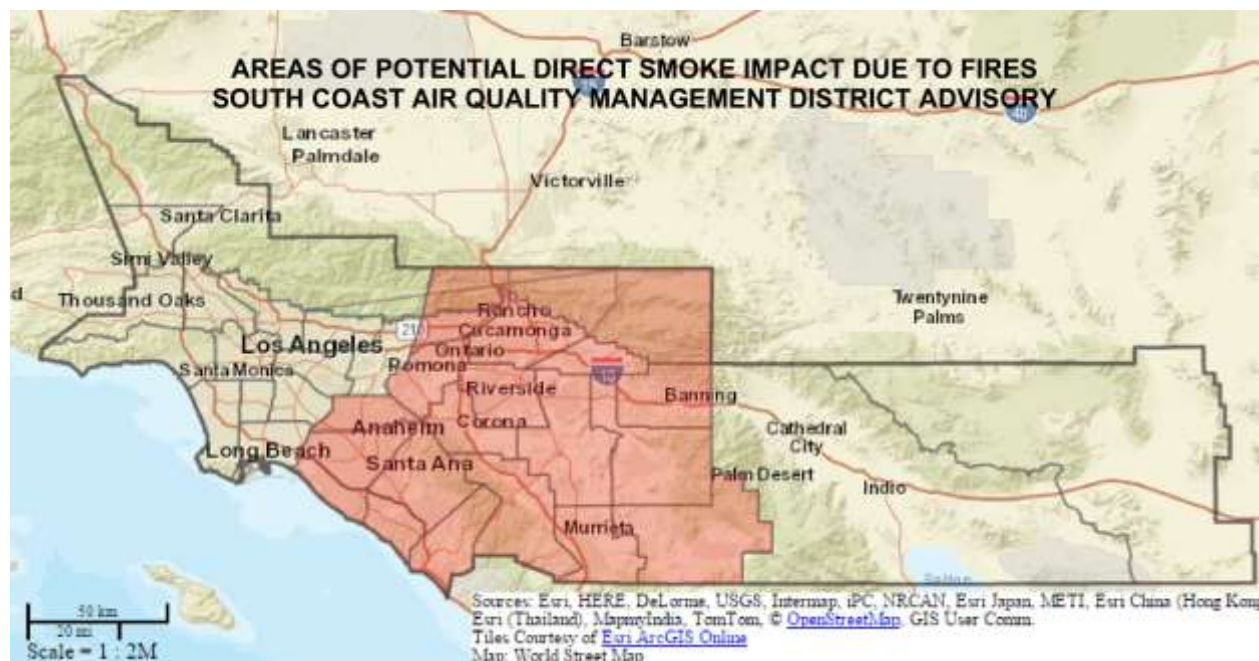 Barstow
AREAS OF POTENTIAL DIRECT SMOKE IMPACT DUE TO FIRES
SOUTH COAST AIR QUALITY MANAGEMENT DISTRICT ADVISORY
40
Lancaster
Palmdale
Victorville
Santa Clarita
Simi Valley
Thousand Oaks
Twentynine
Palms
Rancho
Cucamonga
210
Los Angeles
Ontario
Pomona
Santa Monica
Riverside
10
Banning
Anaheim
Corona
Cathedral
City
Long Beach
Santa Ana
Palm Desert
Indio
Murrieta
Salton
50 km
20 mi
Scale = 1 : 2M
Sources: Esri, HERE, DeLorme, USGS, Intermap, iPC, NRCAN, Esri Japan, METI, Esri China (Hong Kong
Esri (Thailand), MapmyIndia, TomTom, © OpenStreetMap, GIS User Comm.
Tiles Courtesy of Esri ArcGIS Online
Map: World Street Map